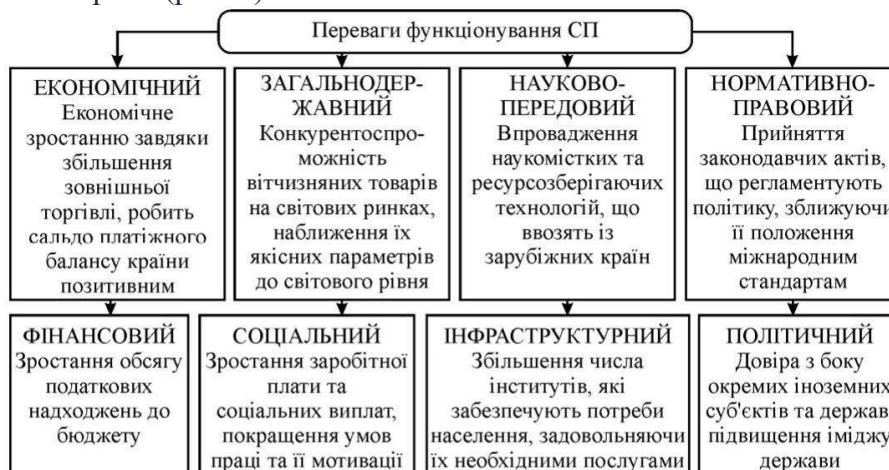 Переваги функціонування СП
ЕКОНОМІЧНИЙ
Економічне
зростанню завдяки
збільшення
зовнішньої
торгівлі, робить
сальдо платіжного
балансу країни
позитивним
ЗАГАЛЬНОДЕР-
ЖАВНИЙ
Конкурентоспро-
можність
вітчизняних товарів
на світових ринках,
наближення їх
якісних параметрів
до світового рівня
НАУКОВО-
ПЕРЕДОВИЙ
Впровадження
наукомістких та
ресурсозберігаючих
технологій, що
ввозять із
зарубіжних країн
НОРМАТИВНО-
ПРАВОВИЙ
Прийняття
законодавчих актів,
що регламентують
політику, зближуючи
її положення
міжнародним
стандартам
ФІНАНСОВИЙ
Зростання обсягу
податкових
надходжень до
бюджету
СОЦІАЛЬНИЙ
Зростання заробітної
плати та
соціальних виплат,
покращення умов
праці та її мотивації
ІНФРАСТРУКТУРНИЙ
Збільшення числа
інститутів, які
забезпечують потреби
населення, задовольняючи
їх необхідними послугами
ПОЛІТИЧНИЙ
Довіра з боку
окремих іноземних
суб'єктів та держав,
підвищення іміджу
держави